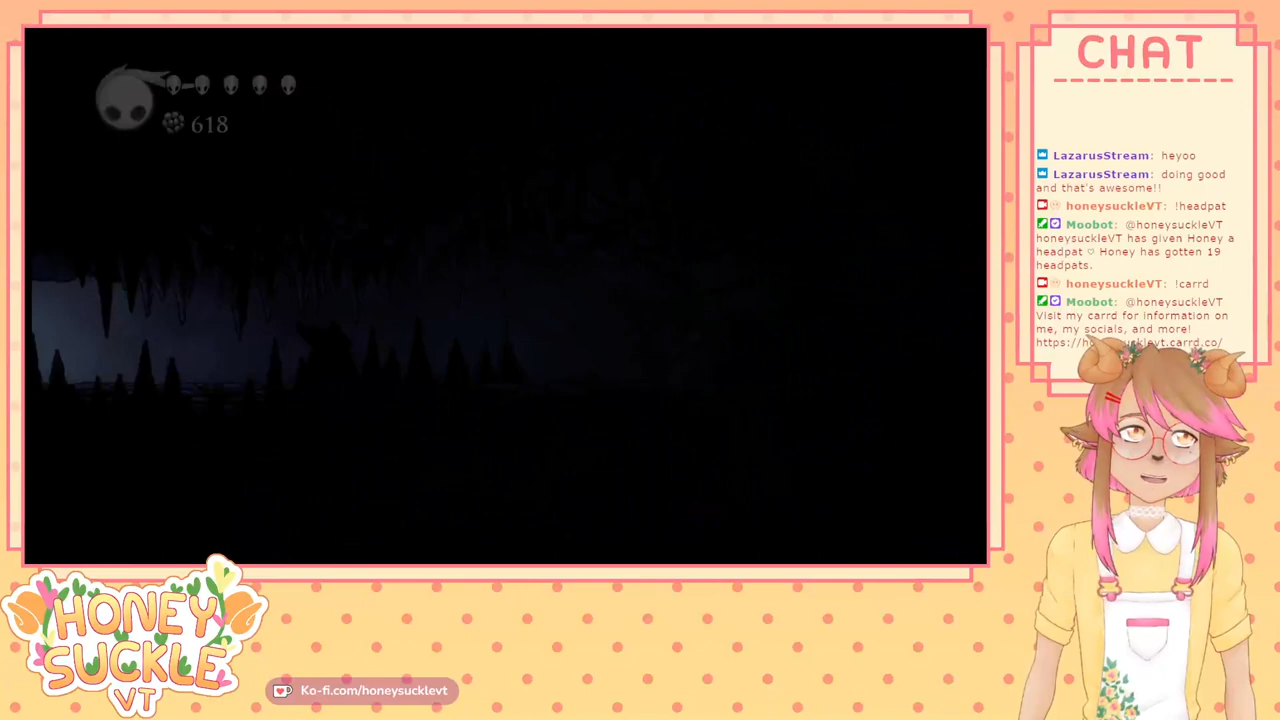 618
CHAT
LazarusStream: heyoo
LazarusStream: doing good
and that's awesome!!
honeysuckleVT: !headpat
Moobot: @honeysuckleVT
honeysuckleVT has given Honey a
headpat ♡ Honey has gotten 19
headpats.
honeysuckleVT: !carrd
Moobot: @honeysuckleVT
Visit my carrd for information on
me, my socials, and more!
HONEY
SUCKLE
VT
Ko-fi.com/honeysucklevt